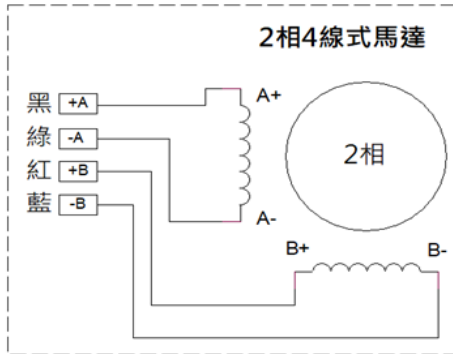 2相4線式馬達
黑 +A
A+
綠 -A
紅 +B
2相
藍 -B
A-
B+
B-